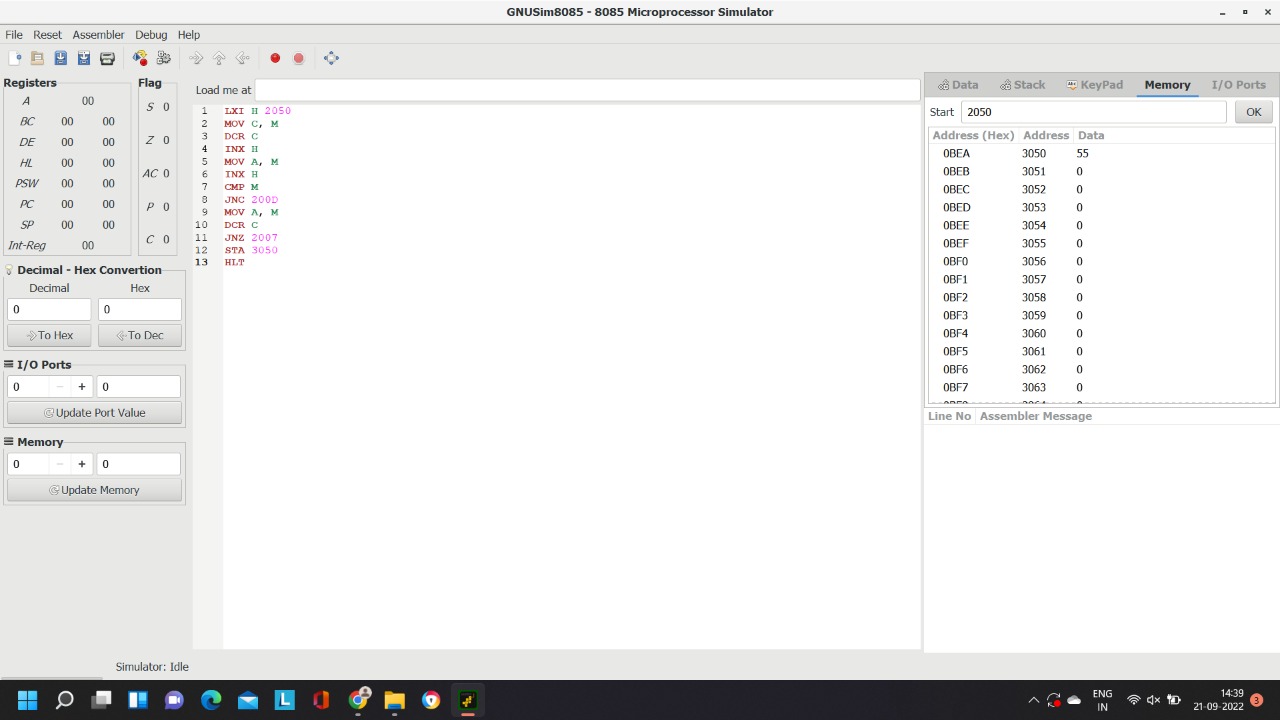 GNUSim8085 - 8085 Microprocessor Simulator
File Reset Assembler Debug Help
Registers
A 00
BC 00 00
DE 00 00
HL 00 00
PSW 00 00
PC 00 00
SP 00 00
Int-Reg 00
Flag
S 0
Z 0
AC 0
P 0
C 0
Decimal - Hex Convertion
Decimal Hex
0 0
To Hex To Dec
I/O Ports
0 - + 0
Update Port Value
Memory
0 - + 0
Update Memory
Load me at
1 LXI H 2050
2 MOV C, M
3 DCR C
4 INX H
5 MOV A, M
6 INX H
7 CMP M
8 JNC 200D
9 MOV A, M
10 DCR C
11 JNZ 2007
12 STA 3050
13 HLT
Data Stack KeyPad Memory I/O Ports
Start 2050 OK
Address (Hex) Address Data
0BEA 3050 55
0BEB 3051 0
0BEC 3052 0
0BED 3053 0
0BEE 3054 0
0BEF 3055 0
0BF0 3056 0
0BF1 3057 0
0BF2 3058 0
0BF3 3059 0
0BF4 3060 0
0BF5 3061 0
0BF6 3062 0
0BF7 3063 0
Line No Assembler Message
Simulator: Idle
L
ENG
IN
14:39
21-09-2022
3